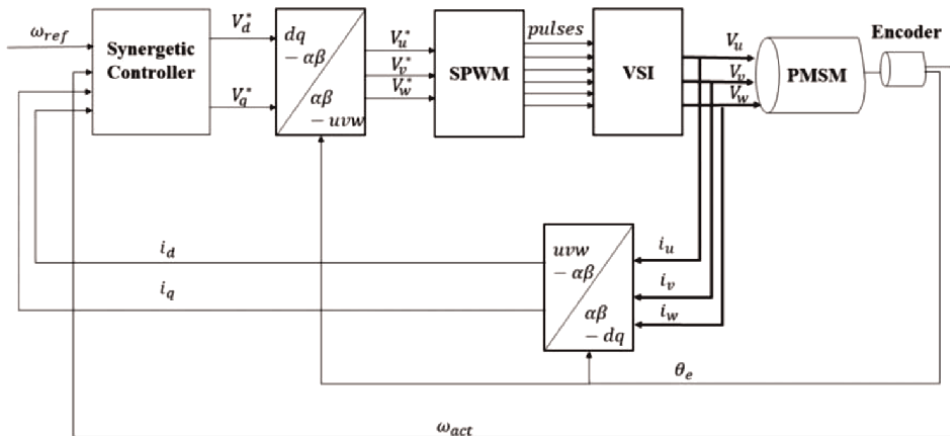 ω_ref
Synergetic
Controller
V_d^*
V_q^*
dq
− αβ
αβ
− uvw
V_u^*
V_v^*
V_w^*
SPWM
pulses
VSI
V_u
V_v
V_w
PMSM
Encoder
i_d
i_q
uvw
− αβ
αβ
− dq
i_u
i_v
i_w
θ_e
ω_act